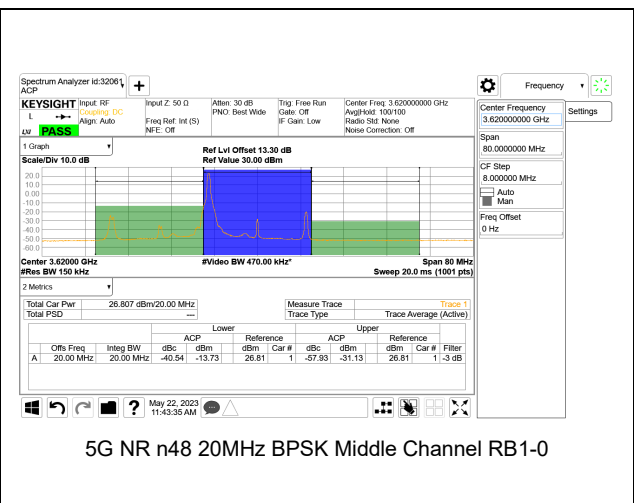 Spectrum Analyzer id:32061
ACP
Frequency
KEYSIGHT Input: RF Input Z: 50 Ω Atten: 30 dB Trig: Free Run Center Freq: 3.620000000 GHz
L Coupling: DC PNO: Best Wide Gate: Off Avg|Hold: 100/100
Align: Auto Freq Ref: Int (S) IF Gain: Low Radio Std: None
LXI PASS NFE: Off Noise Correction: Off
Center Frequency
3.620000000 GHz
Settings
Span
80.0000000 MHz
CF Step
8.000000 MHz
Auto
Man
Freq Offset
0 Hz
1 Graph
Ref Lvl Offset 13.30 dB
Scale/Div 10.0 dB Ref Value 30.00 dBm
20.0
10.0
0.00
-10.0
-20.0
-30.0
-40.0
-50.0
-60.0
Center 3.62000 GHz #Video BW 470.00 kHz* Span 80 MHz
#Res BW 150 kHz Sweep 20.0 ms (1001 pts)
2 Metrics
Total Car Pwr 26.807 dBm/20.00 MHz Measure Trace Trace 1
Total PSD --- Trace Type Trace Average (Active)
Lower Upper
ACP Reference ACP Reference
Offs Freq Integ BW dBc dBm dBm Car # dBc dBm dBm Car # Filter
A 20.00 MHz 20.00 MHz -40.54 -13.73 26.81 1 -57.93 -31.13 26.81 1 -3 dB
? May 22, 2023
11:43:35 AM
5G NR n48 20MHz BPSK Middle Channel RB1-0